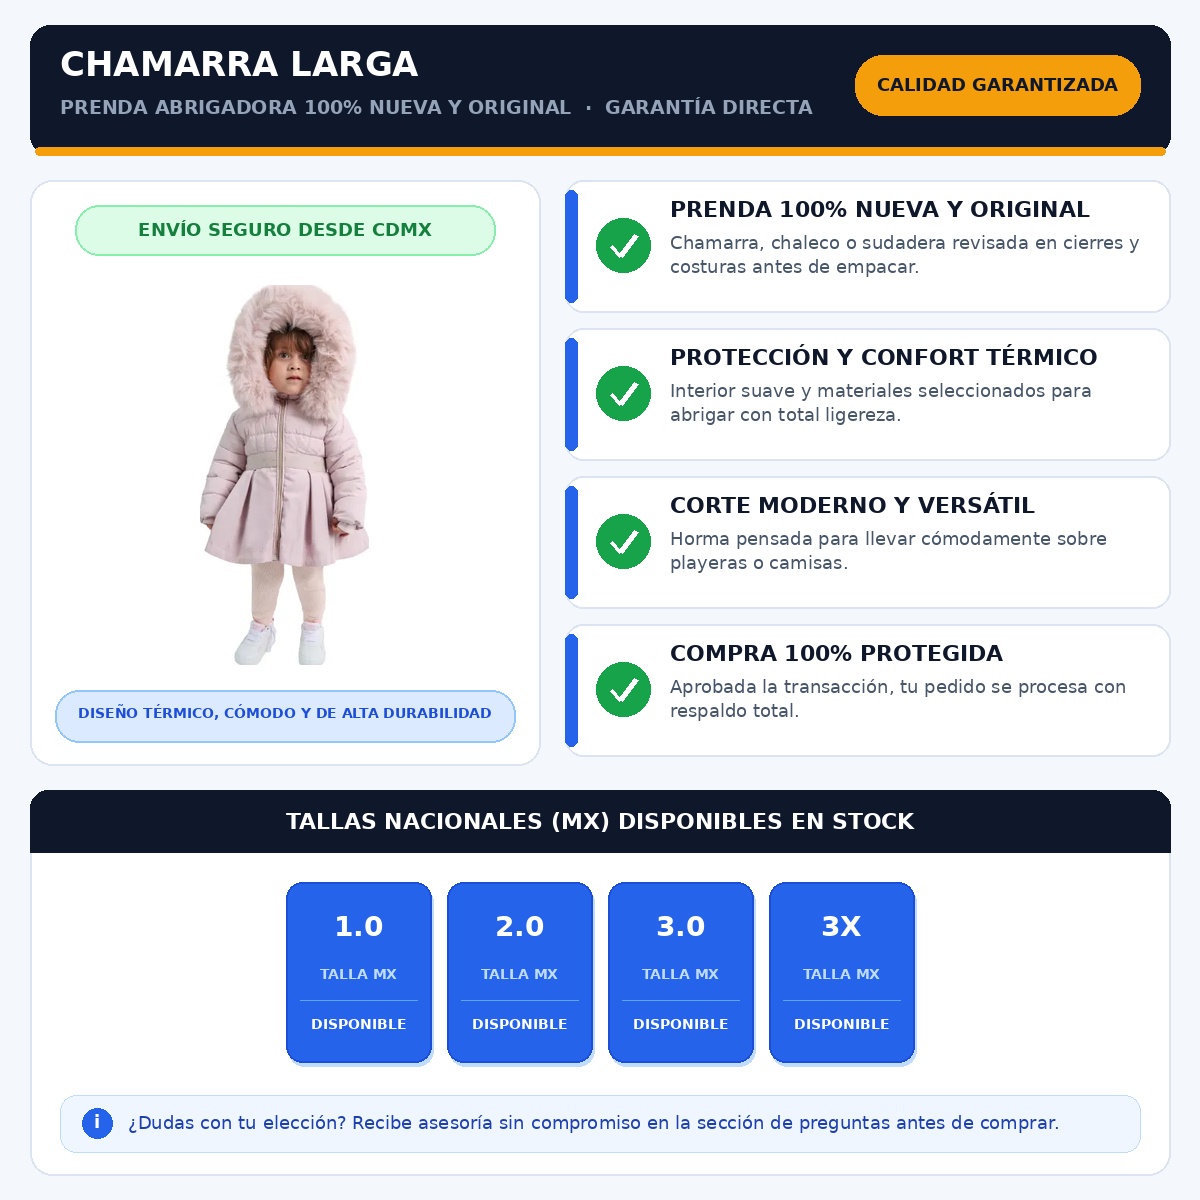 CHAMARRA LARGA
PRENDA ABRIGADORA 100% NUEVA Y ORIGINAL · GARANTÍA DIRECTA
CALIDAD GARANTIZADA
ENVÍO SEGURO DESDE CDMX
DISEÑO TÉRMICO, CÓMODO Y DE ALTA DURABILIDAD
PRENDA 100% NUEVA Y ORIGINAL
Chamarra, chaleco o sudadera revisada en cierres y
costuras antes de empacar.
PROTECCIÓN Y CONFORT TÉRMICO
Interior suave y materiales seleccionados para
abrigar con total ligereza.
CORTE MODERNO Y VERSÁTIL
Horma pensada para llevar cómodamente sobre
playeras o camisas.
COMPRA 100% PROTEGIDA
Aprobada la transacción, tu pedido se procesa con
respaldo total.
TALLAS NACIONALES (MX) DISPONIBLES EN STOCK
1.0
TALLA MX
DISPONIBLE
2.0
TALLA MX
DISPONIBLE
3.0
TALLA MX
DISPONIBLE
3X
TALLA MX
DISPONIBLE
i
¿Dudas con tu elección? Recibe asesoría sin compromiso en la sección de preguntas antes de comprar.